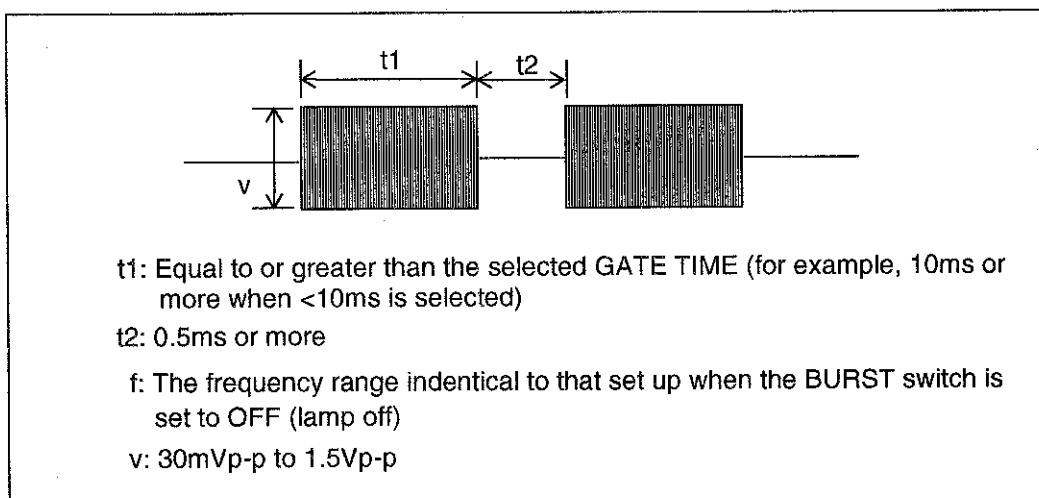 t1
t2
v
t1: Equal to or greater than the selected GATE TIME (for example, 10ms or
more when <10ms is selected)
t2: 0.5ms or more
f: The frequency range indentical to that set up when the BURST switch is
set to OFF (lamp off)
v: 30mVp-p to 1.5Vp-p